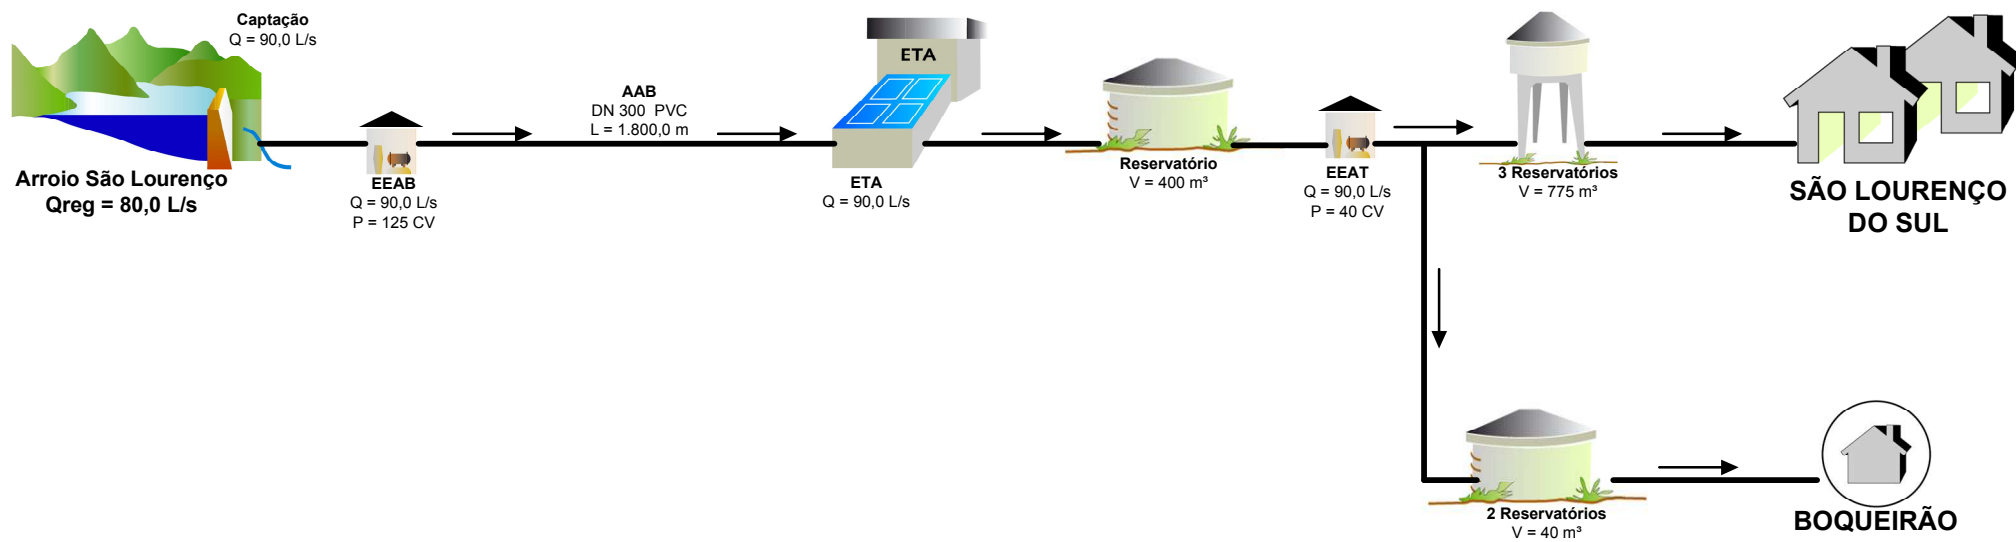 Captação
Q = 90,0 L/s
Arroio São Lourenço
Qreg = 80,0 L/s
EEAB
Q = 90,0 L/s
P = 125 CV
AAB
DN 300 PVC
L = 1.800,0 m
ETA
ETA
Q = 90,0 L/s
Reservatório
V = 400 m³
EEAT
Q = 90,0 L/s
P = 40 CV
3 Reservatórios
V = 775 m³
SÃO LOURENÇO
DO SUL
2 Reservatórios
V = 40 m³
BOQUEIRÃO